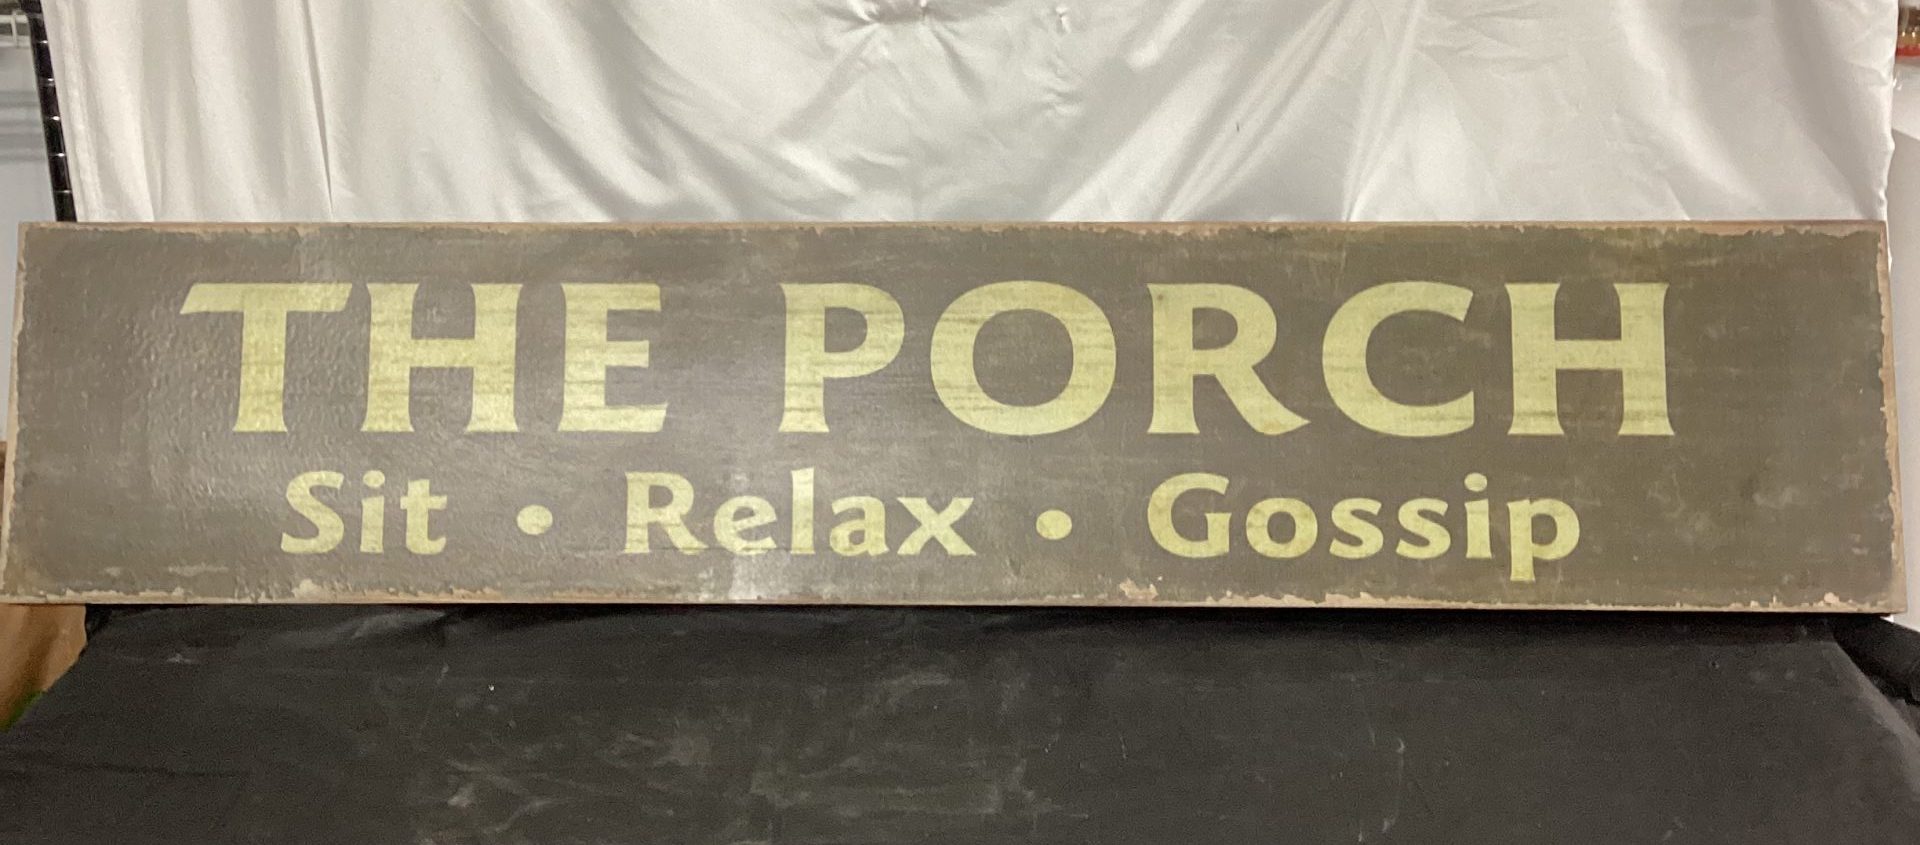 THE PORCH
Sit • Relax • Gossip